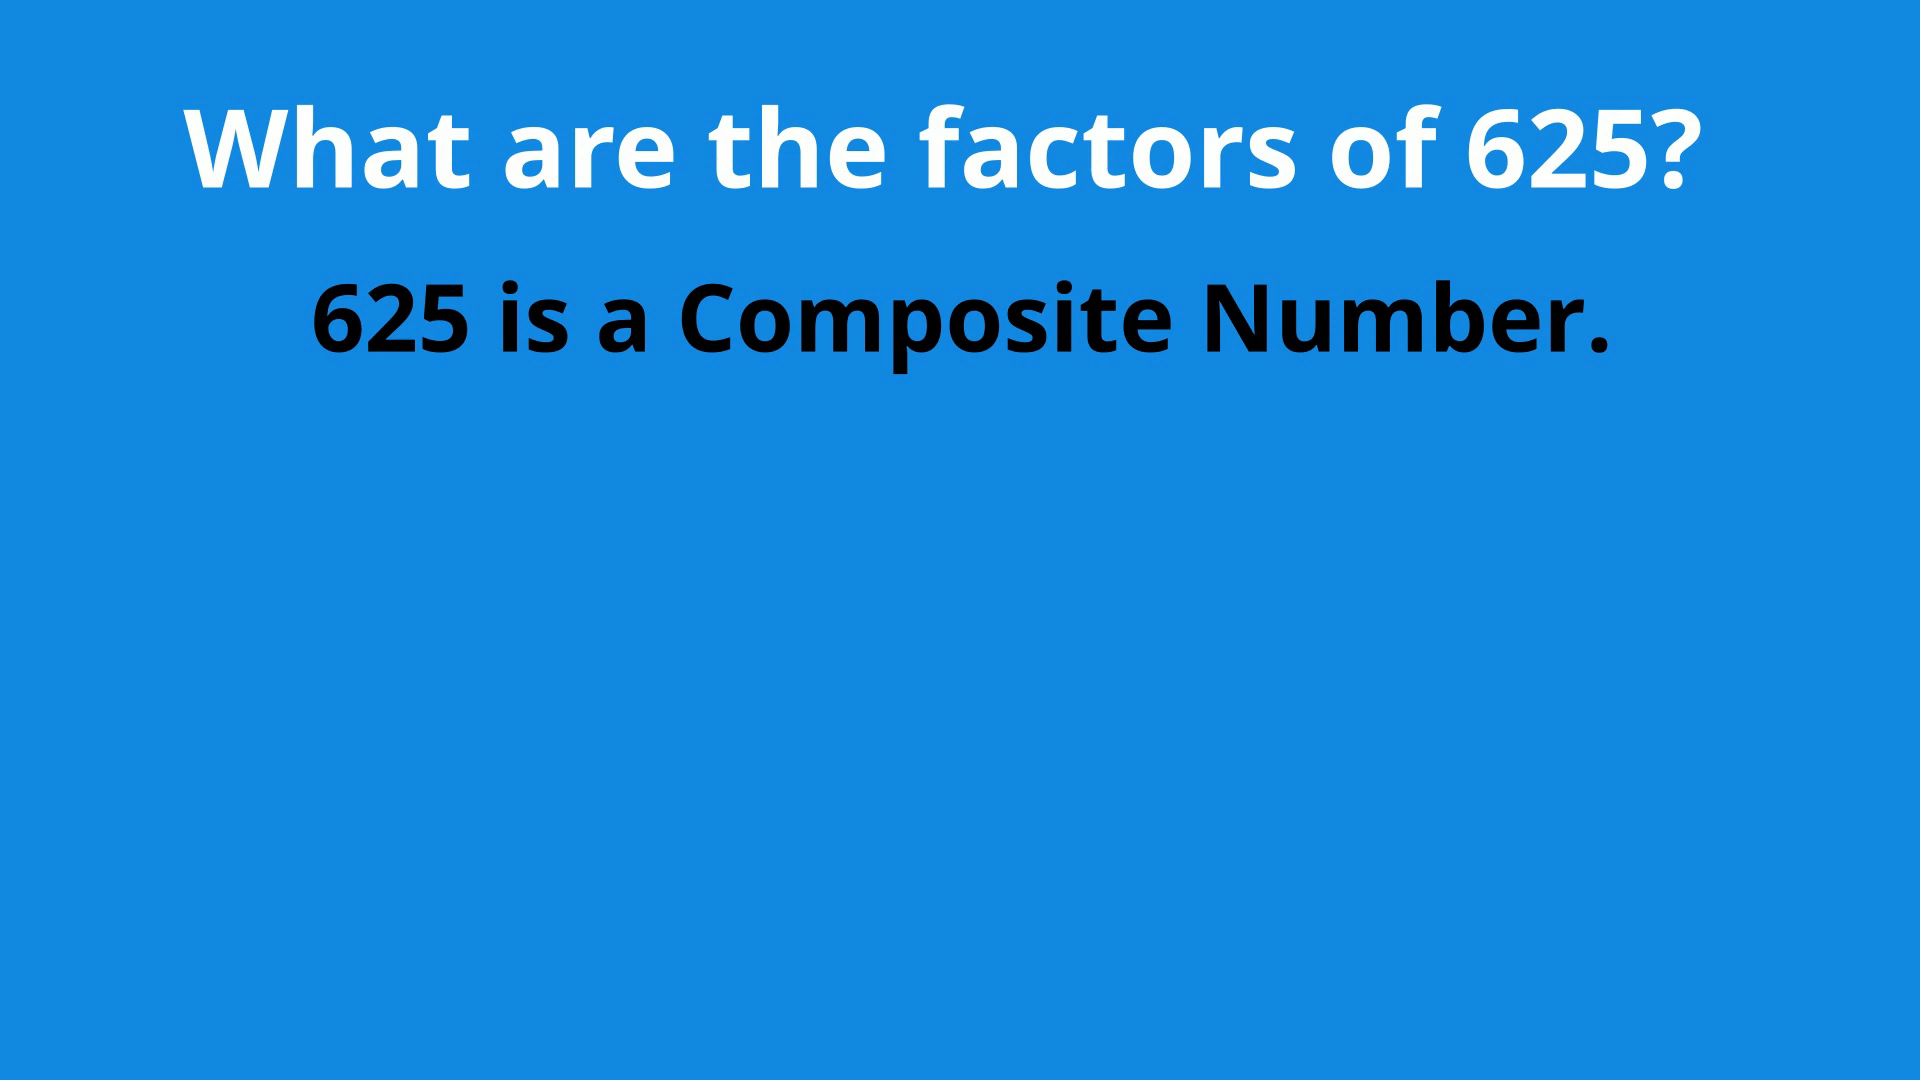 What are the factors of 625?
625 is a Composite Number.